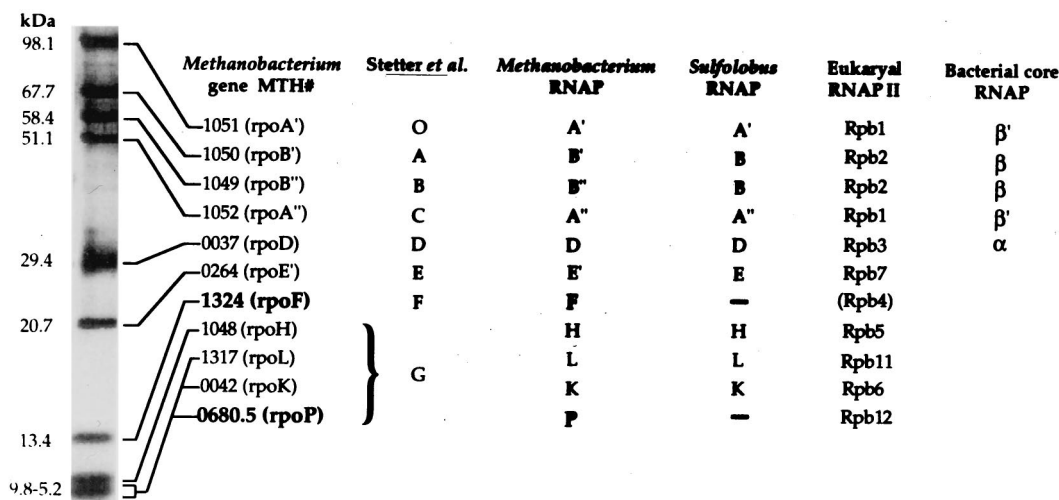 kDa
98.1
67.7
58.4
51.1
29.4
20.7
13.4
9.8-5.2
Methanobacterium gene MTH# Stetter et al. Methanobacterium RNAP Sulfolobus RNAP Eukaryal RNAP II Bacterial core RNAP
1051 (rpoA') O A' A' Rpb1 β'
1050 (rpoB') A B' B Rpb2 β
1049 (rpoB") B B" B Rpb2 β
1052 (rpoA") C A" A" Rpb1 β'
0037 (rpoD) D D D Rpb3 α
0264 (rpoE') E E' E Rpb7
1324 (rpoF) F F – (Rpb4)
1048 (rpoH) H H Rpb5
1317 (rpoL) L L Rpb11
G
0042 (rpoK) K K Rpb6
0680.5 (rpoP) P – Rpb12